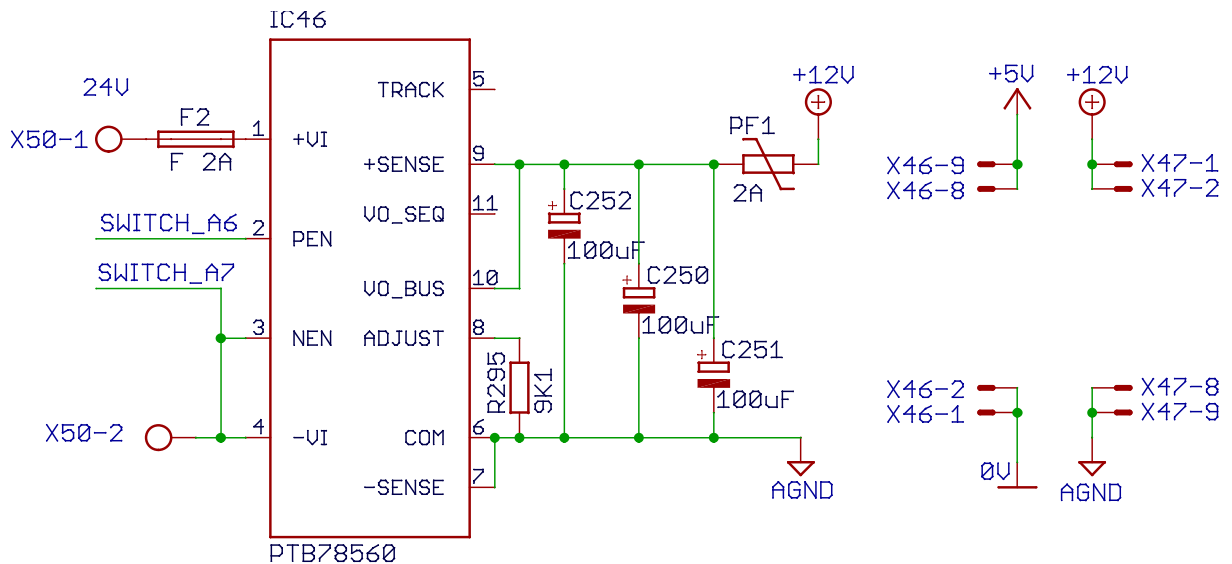 IC46
24V
X50-1
F2
F 2A
1
+VI
TRACK
5
+SENSE
9
VO_SEQ
11
SWITCH_A6
2
PEN
SWITCH_A7
VO_BUS
10
3
NEN
ADJUST
8
X50-2
4
-VI
COM
6
-SENSE
7
PTB78560
R295
9K1
+
C252
100uF
+
C250
100uF
+
C251
100uF
PF1
2A
+12V
AGND
+5V
+12V
X46-9
X46-8
X47-1
X47-2
X46-2
X46-1
X47-8
X47-9
0V
AGND